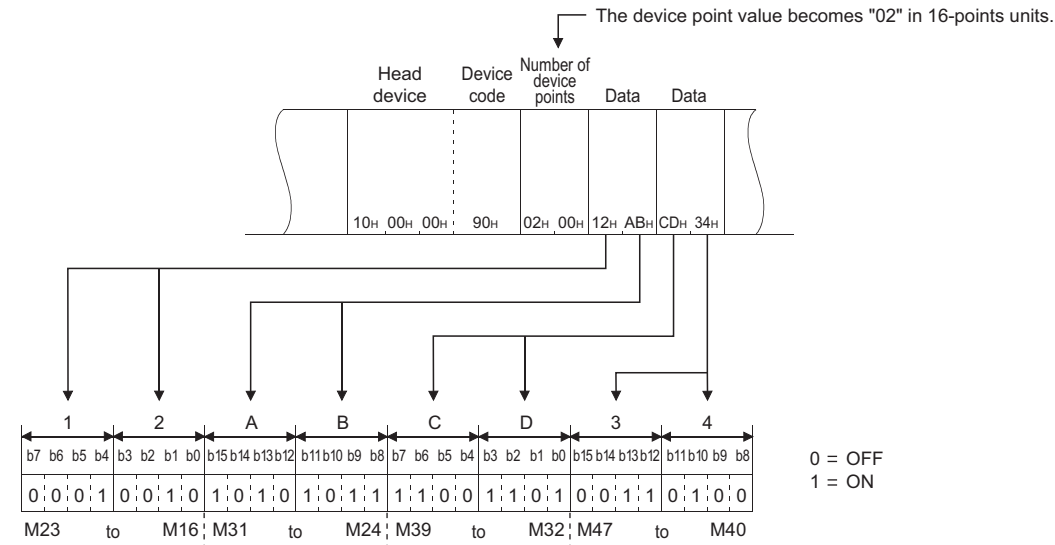 The device point value becomes "02" in 16-points units.
Head device
Device code
Number of device points
Data
Data
10H 00H 00H 90H 02H 00H 12H ABH CDH 34H
1 2 A B C D 3 4
b7 b6 b5 b4 b3 b2 b1 b0 b15 b14 b13 b12 b11 b10 b9 b8 b7 b6 b5 b4 b3 b2 b1 b0 b15 b14 b13 b12 b11 b10 b9 b8
0 0 0 1 0 0 1 0 1 0 1 0 1 0 1 1 1 1 0 0 1 1 0 1 0 0 1 1 0 1 0 0
M23 to M16 M31 to M24 M39 to M32 M47 to M40
0 = OFF
1 = ON